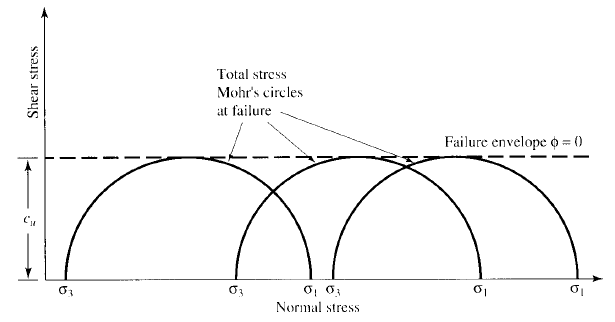 Shear stress
Total stress
Mohr's circles
at failure
Failure envelope ϕ = 0
cᵤ
σ₃ σ₃ σ₁ σ₃ σ₁ σ₁
Normal stress